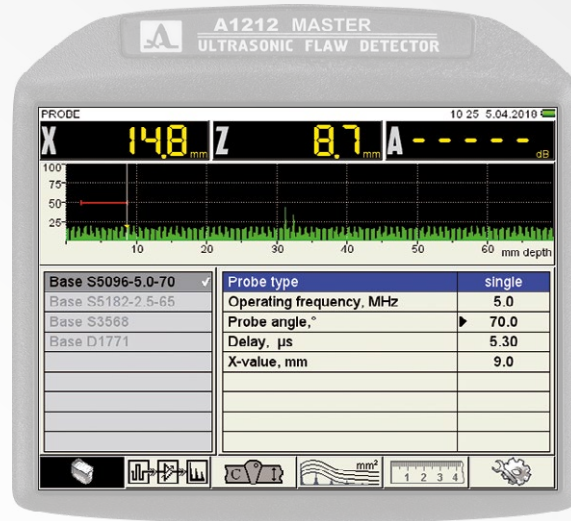 A1212 MASTER
ULTRASONIC FLAW DETECTOR
PROBE 10 25 5.04.2010
X 14.8 mm Z 8.7 mm A ----- dB
100
75
50
25
10 20 30 40 50 60 mm depth
Base S5096-5.0-70 ✓
Base S5182-2.5-65
Base S3568
Base D1771
Probe type single
Operating frequency, MHz 5.0
Probe angle,° 70.0
Delay, µs 5.30
X-value, mm 9.0
C I mm² 1 2 3 4